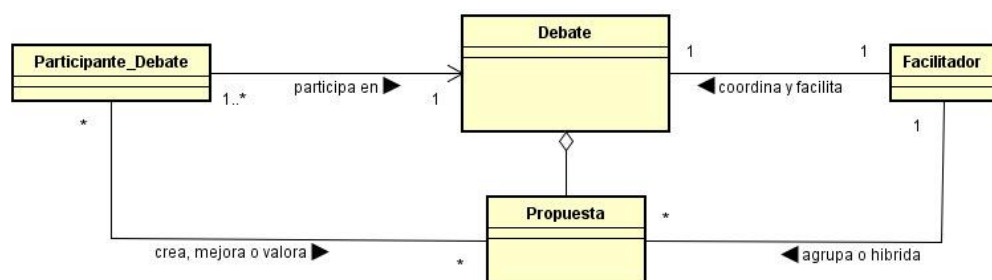 Debate
Participante_Debate
1
1
Facilitador
participa en
coordina y facilita
1..*
1
*
1
Propuesta
*
crea, mejora o valora
*
agrupa o hibrida